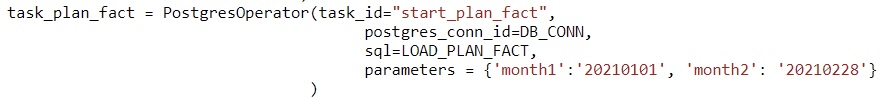 task_plan_fact = PostgresOperator(task_id="start_plan_fact",
postgres_conn_id=DB_CONN,
sql=LOAD_PLAN_FACT,
parameters = {'month1':'20210101', 'month2': '20210228'}
)